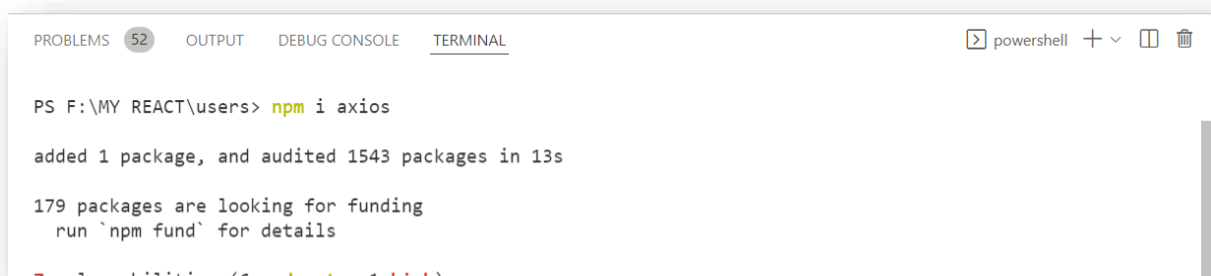 PROBLEMS 52 OUTPUT DEBUG CONSOLE TERMINAL powershell
PS F:\MY REACT\users> npm i axios
added 1 package, and audited 1543 packages in 13s
179 packages are looking for funding
run `npm fund` for details